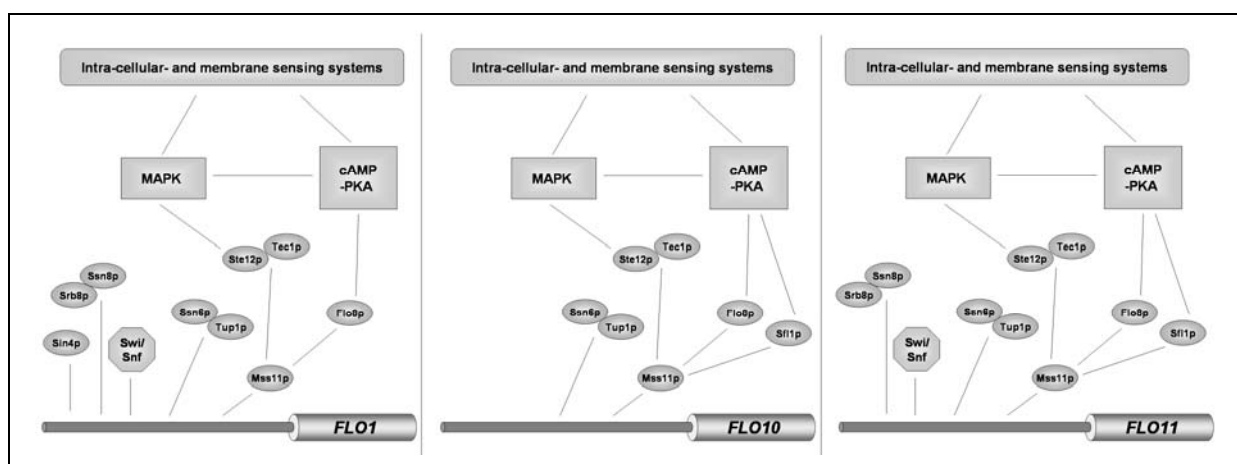 Intra-cellular- and membrane sensing systems
MAPK
cAMP
-PKA
Ste12p
Tec1p
Ssn8p
Srb8p
Ssn6p
Tup1p
Flo8p
Sin4p
Swi/
Snf
Mss11p
FLO1
Intra-cellular- and membrane sensing systems
MAPK
cAMP
-PKA
Ste12p
Tec1p
Ssn6p
Tup1p
Flo8p
Sfl1p
Mss11p
FLO10
Intra-cellular- and membrane sensing systems
MAPK
cAMP
-PKA
Ste12p
Tec1p
Ssn8p
Srb8p
Ssn6p
Tup1p
Flo8p
Sfl1p
Swi/
Snf
Mss11p
FLO11